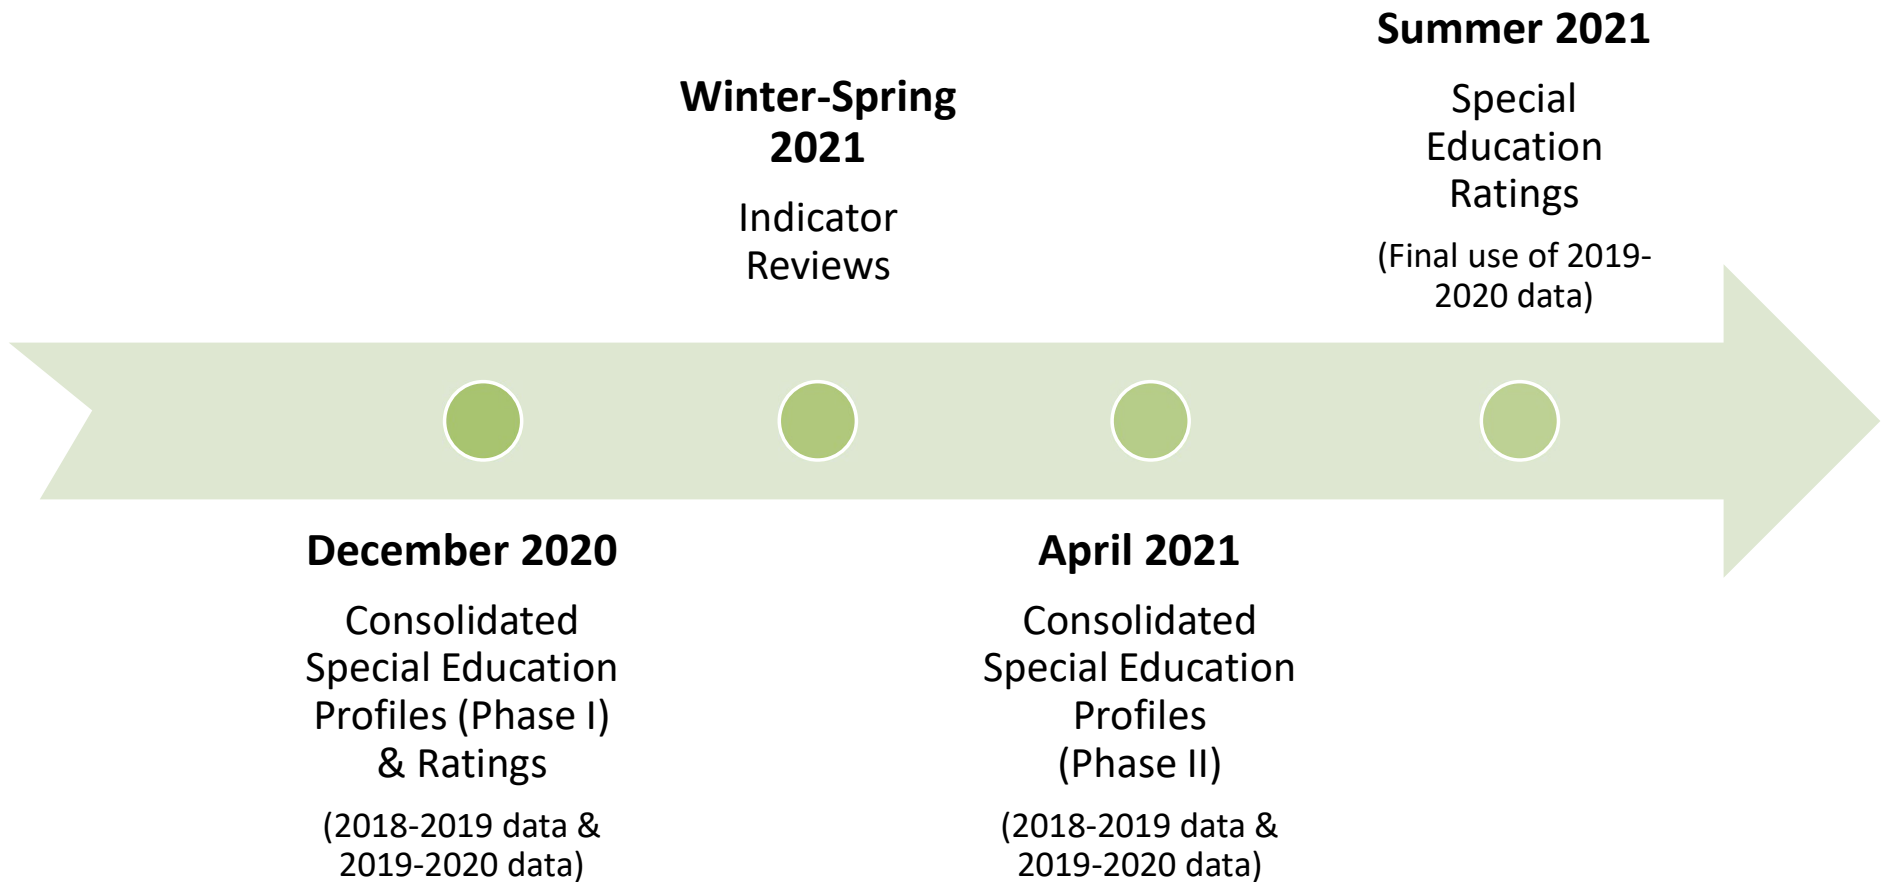 December 2020
Consolidated
Special Education
Profiles (Phase I)
& Ratings
(2018-2019 data &
2019-2020 data)
Winter-Spring
2021
Indicator
Reviews
April 2021
Consolidated
Special Education
Profiles
(Phase II)
(2018-2019 data &
2019-2020 data)
Summer 2021
Special
Education
Ratings
(Final use of 2019-
2020 data)